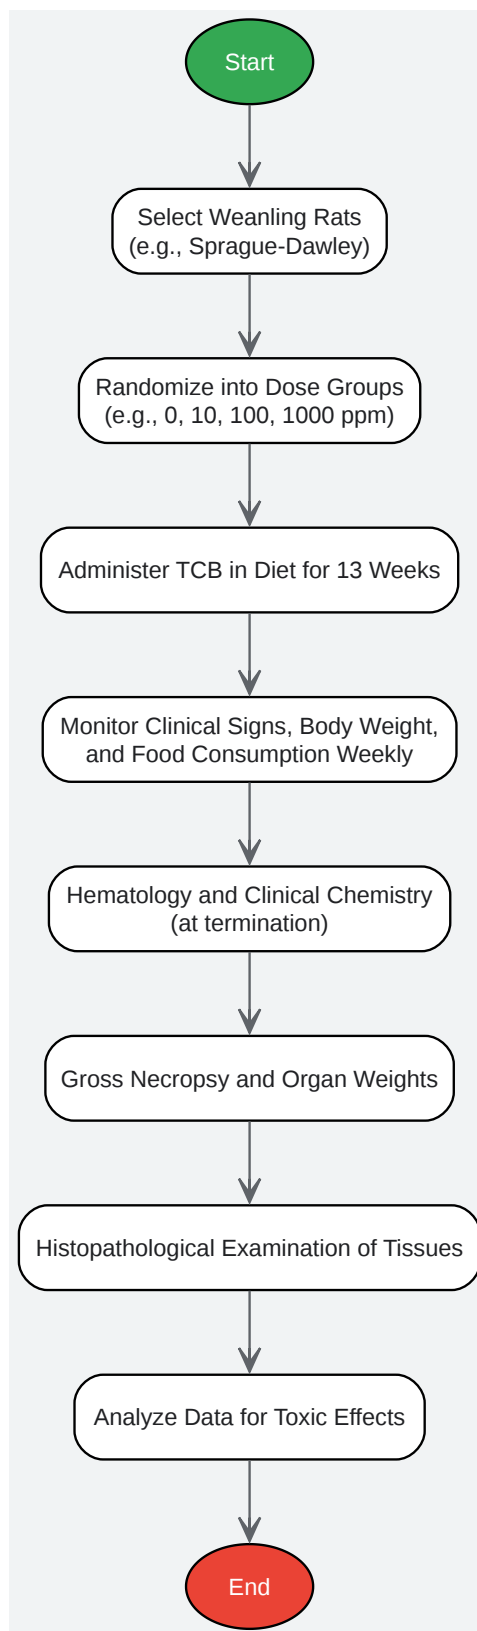 Start
Select Weanling Rats
(e.g., Sprague-Dawley)
Randomize into Dose Groups
(e.g., 0, 10, 100, 1000 ppm)
Administer TCB in Diet for 13 Weeks
Monitor Clinical Signs, Body Weight,
and Food Consumption Weekly
Hematology and Clinical Chemistry
(at termination)
Gross Necropsy and Organ Weights
Histopathological Examination of Tissues
Analyze Data for Toxic Effects
End